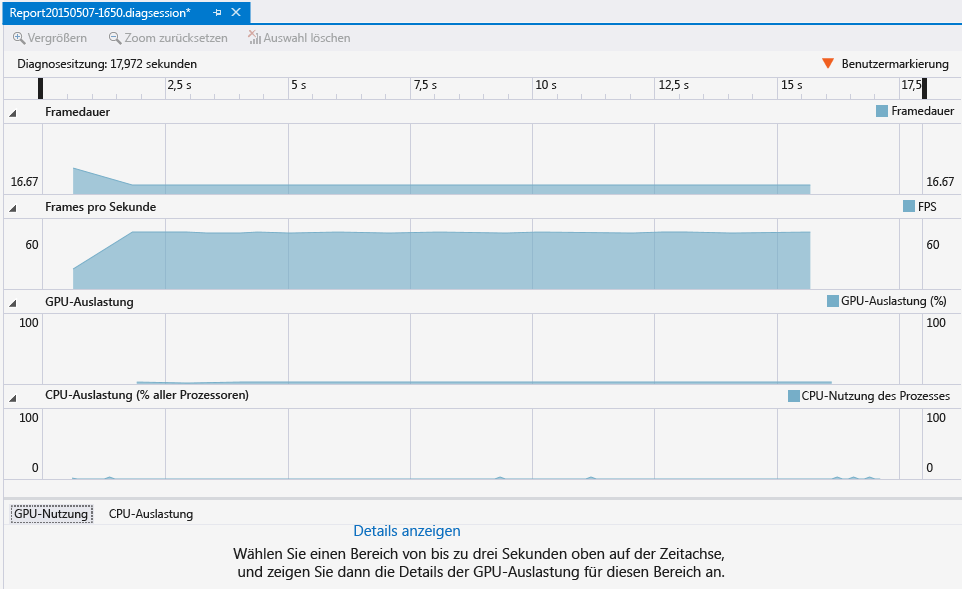 Report20150507-1650.diagsession*
Vergrößern Zoom zurücksetzen Auswahl löschen
Diagnosesitzung: 17,972 sekunden Benutzermarkierung
2,5 s 5 s 7,5 s 10 s 12,5 s 15 s 17,5
Framedauer Framedauer
16.67 16.67
Frames pro Sekunde FPS
60 60
GPU-Auslastung GPU-Auslastung (%)
100 100
CPU-Auslastung (% aller Prozessoren) CPU-Nutzung des Prozesses
100 100
0 0
GPU-Nutzung CPU-Auslastung
Details anzeigen
Wählen Sie einen Bereich von bis zu drei Sekunden oben auf der Zeitachse,
und zeigen Sie dann die Details der GPU-Auslastung für diesen Bereich an.